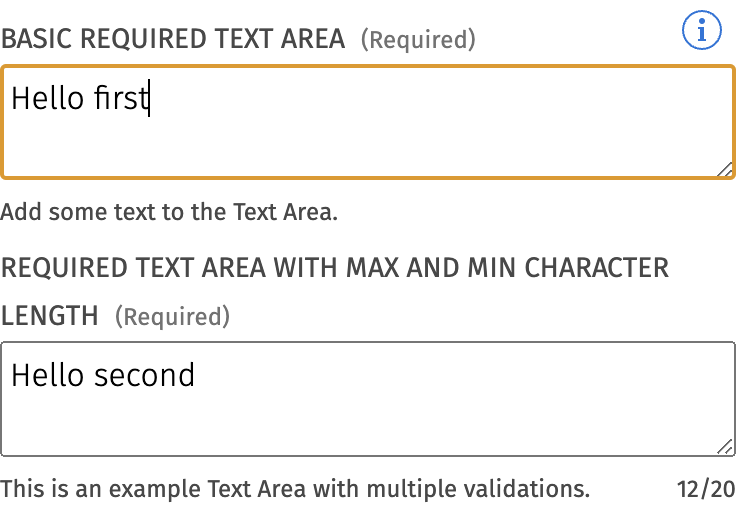 BASIC REQUIRED TEXT AREA (Required)
Hello first
Add some text to the Text Area.
REQUIRED TEXT AREA WITH MAX AND MIN CHARACTER
LENGTH (Required)
Hello second
This is an example Text Area with multiple validations. 12/20